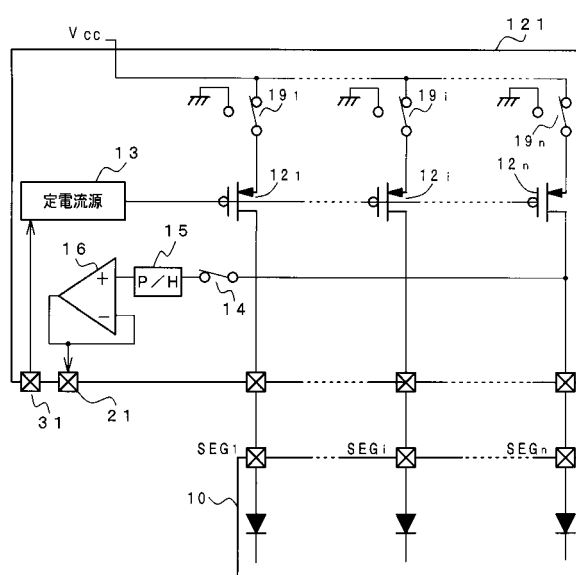 121
Vcc
19₁
19i
19n
13
定電流源
12₁
12i
12n
15
16
P/H
14
31
21
SEG₁
SEGi
SEGn
10